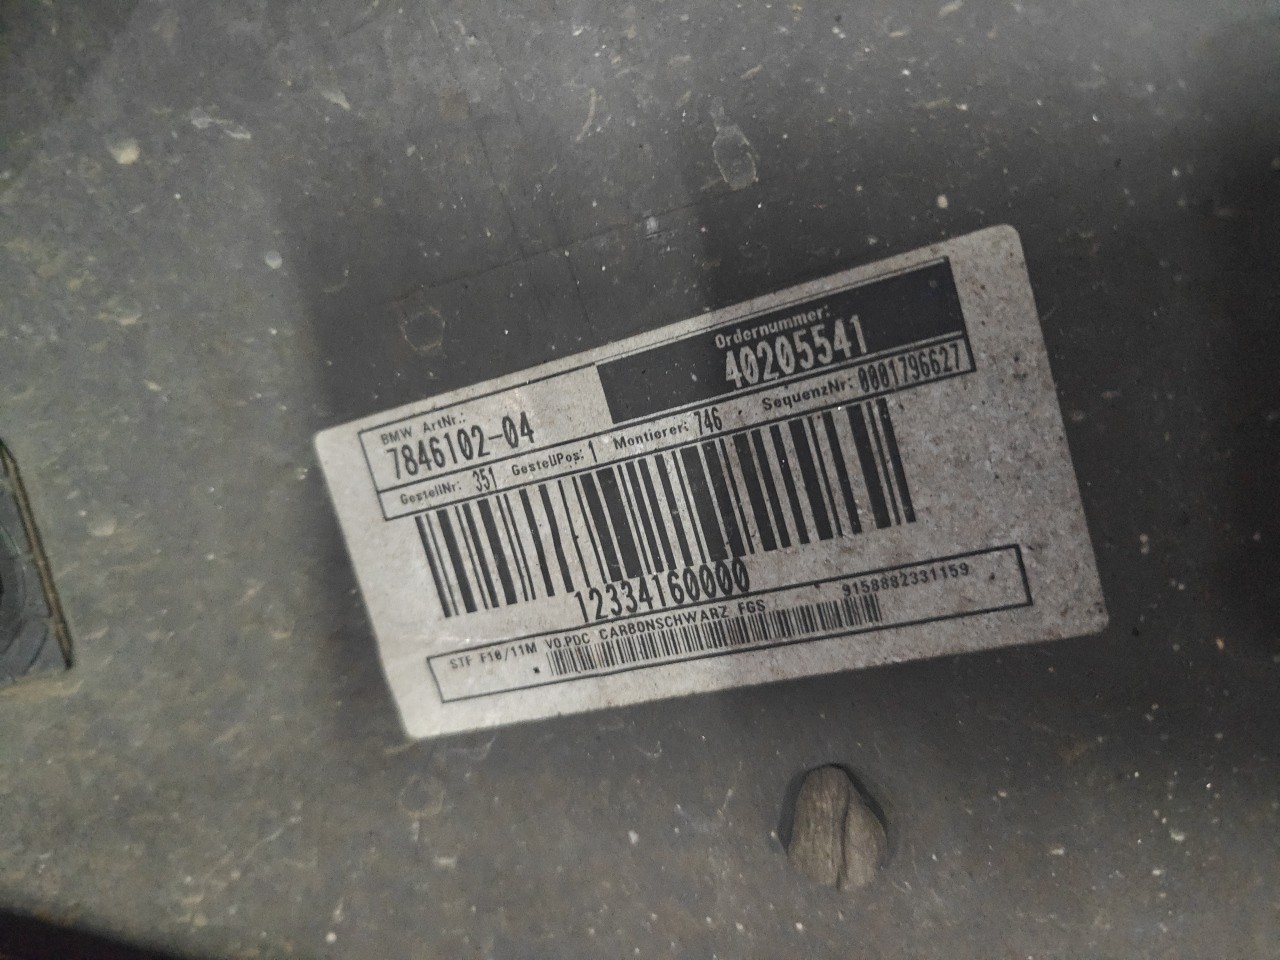 Ordernummer:
40205541
BMW ArtNr.:
7846102-04
GestellNr: 351 GestellPos: 1 Montierer: 746 SequenzNr: 0001796627
12334160000
STF F10/11M VO.PDC CARBONSCHWARZ FGS 9158882331159